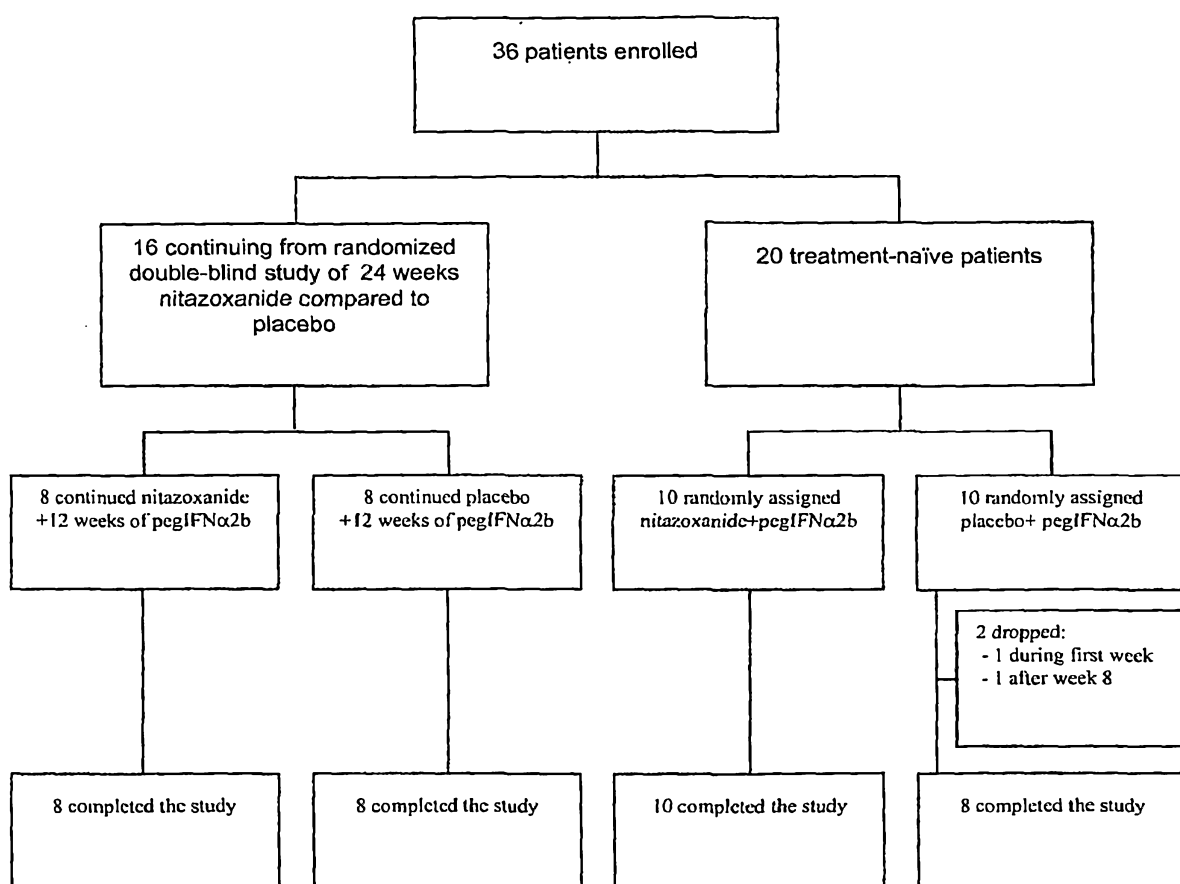 36 patients enrolled
16 continuing from randomized
double-blind study of 24 weeks
nitazoxanide compared to
placebo
20 treatment-naïve patients
8 continued nitazoxanide
+12 weeks of pegIFNα2b
8 continued placebo
+12 weeks of pegIFNα2b
10 randomly assigned
nitazoxanide+pegIFNα2b
10 randomly assigned
placebo+ pegIFNα2b
2 dropped:
- 1 during first week
- 1 after week 8
8 completed the study
8 completed the study
10 completed the study
8 completed the study